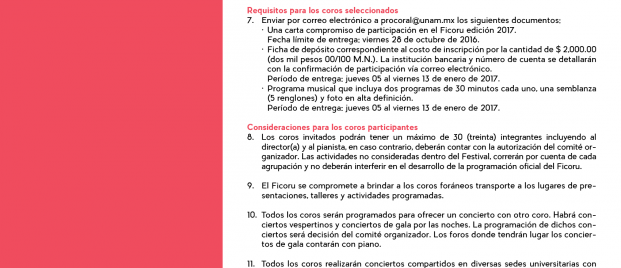 Requisitos para los coros seleccionados
7. Enviar por correo electrónico a procoral@unam.mx los siguientes documentos;
· Una carta compromiso de participación en el Ficoru edición 2017.
Fecha límite de entrega; viernes 28 de octubre de 2016.
· Ficha de depósito correspondiente al costo de inscripción por la cantidad de $ 2,000.00
(dos mil pesos 00/100 M.N.). La institución bancaria y número de cuenta se detallarán
con la confirmación de participación vía correo electrónico.
Período de entrega; jueves 05 al viernes 13 de enero de 2017.
· Programa musical que incluya dos programas de 30 minutos cada uno, una semblanza
(5 renglones) y foto en alta definición.
Período de entrega; jueves 05 al viernes 13 de enero de 2017.
Consideraciones para los coros participantes
8. Los coros invitados podrán tener un máximo de 30 (treinta) integrantes incluyendo al
director(a) y al pianista, en caso contrario, deberán contar con la autorización del comité or-
ganizador. Las actividades no consideradas dentro del Festival, correrán por cuenta de cada
agrupación y no deberán interferir en el desarrollo de la programación oficial del Ficoru.
9. El Ficoru se compromete a brindar a los coros foráneos transporte a los lugares de pre-
sentaciones, talleres y actividades programadas.
10. Todos los coros serán programados para ofrecer un concierto con otro coro. Habrá con-
ciertos vespertinos y conciertos de gala por las noches. La programación de dichos con-
ciertos será decisión del comité organizador. Los foros donde tendrán lugar los concier-
tos de gala contarán con piano.
11. Todos los coros realizarán conciertos compartidos en diversas sedes universitarias con